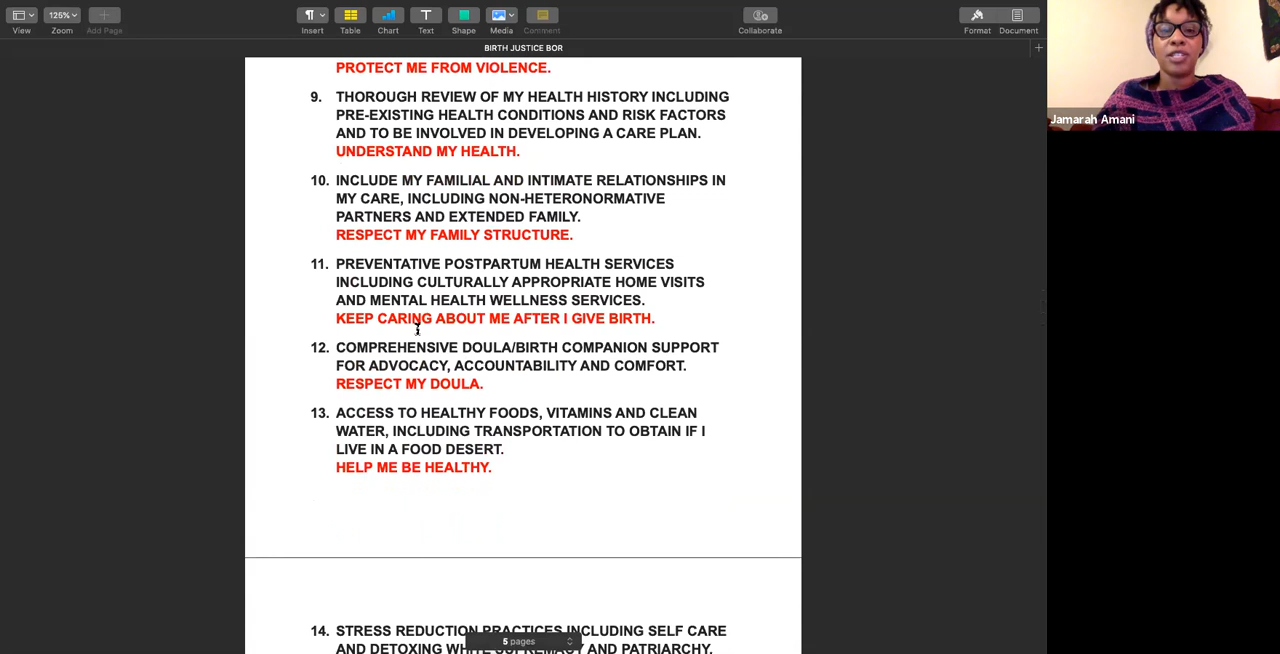 View
125%
Zoom
Add Page
Insert
Table
Chart
Text
Shape
Media
Comment
Collaborate
Format
Document
BIRTH JUSTICE BOR
Jamarah Amani
PROTECT ME FROM VIOLENCE.
9. THOROUGH REVIEW OF MY HEALTH HISTORY INCLUDING
PRE-EXISTING HEALTH CONDITIONS AND RISK FACTORS
AND TO BE INVOLVED IN DEVELOPING A CARE PLAN.
UNDERSTAND MY HEALTH.
10. INCLUDE MY FAMILIAL AND INTIMATE RELATIONSHIPS IN
MY CARE, INCLUDING NON-HETERONORMATIVE
PARTNERS AND EXTENDED FAMILY.
RESPECT MY FAMILY STRUCTURE.
11. PREVENTATIVE POSTPARTUM HEALTH SERVICES
INCLUDING CULTURALLY APPROPRIATE HOME VISITS
AND MENTAL HEALTH WELLNESS SERVICES.
KEEP CARING ABOUT ME AFTER I GIVE BIRTH.
12. COMPREHENSIVE DOULA/BIRTH COMPANION SUPPORT
FOR ADVOCACY, ACCOUNTABILITY AND COMFORT.
RESPECT MY DOULA.
13. ACCESS TO HEALTHY FOODS, VITAMINS AND CLEAN
WATER, INCLUDING TRANSPORTATION TO OBTAIN IF I
LIVE IN A FOOD DESERT.
HELP ME BE HEALTHY.
14. STRESS REDUCTION PRACTICES INCLUDING SELF CARE
AND DETOXING WHITE SUPREMACY AND PATRIARCHY.
5 pages